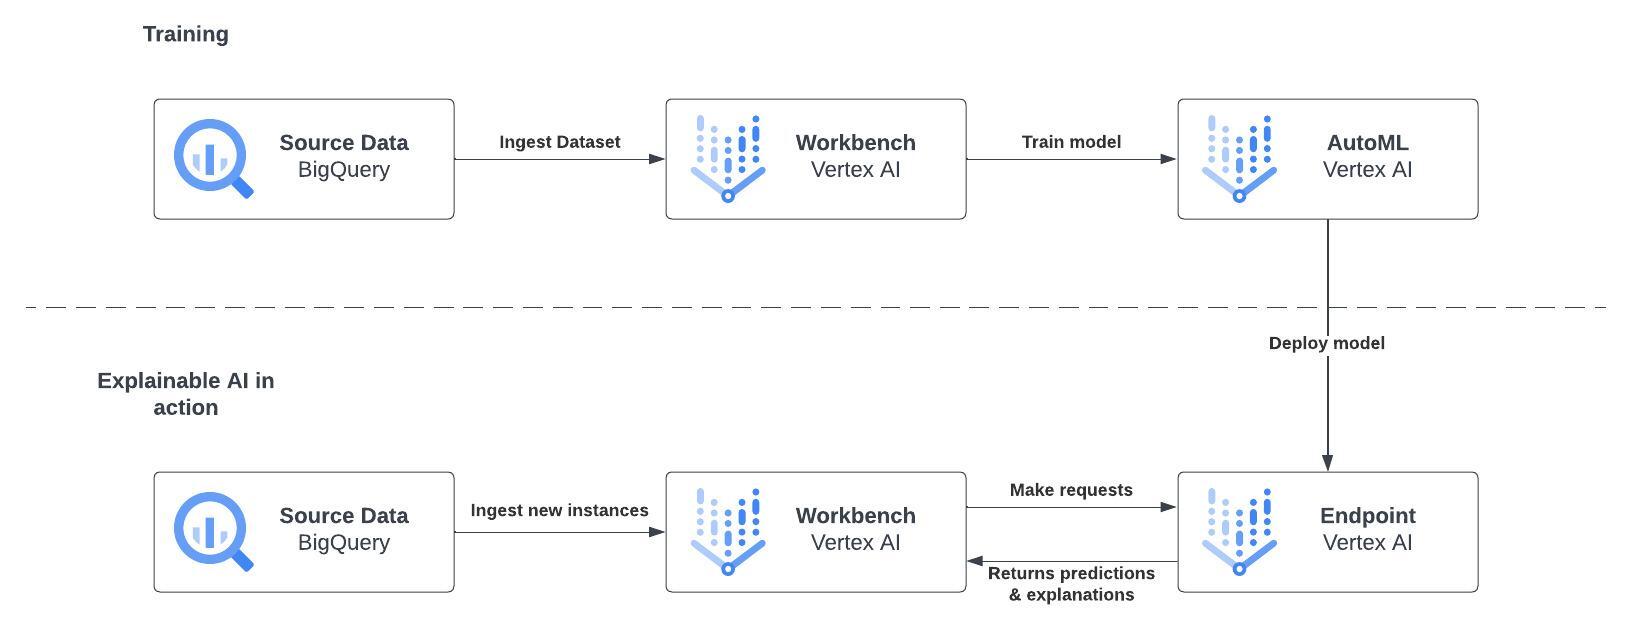 Training
Source Data
BigQuery
Ingest Dataset
Workbench
Vertex AI
Train model
AutoML
Vertex AI
Deploy model
Explainable AI in
action
Source Data
BigQuery
Ingest new instances
Workbench
Vertex AI
Make requests
Returns predictions
& explanations
Endpoint
Vertex AI